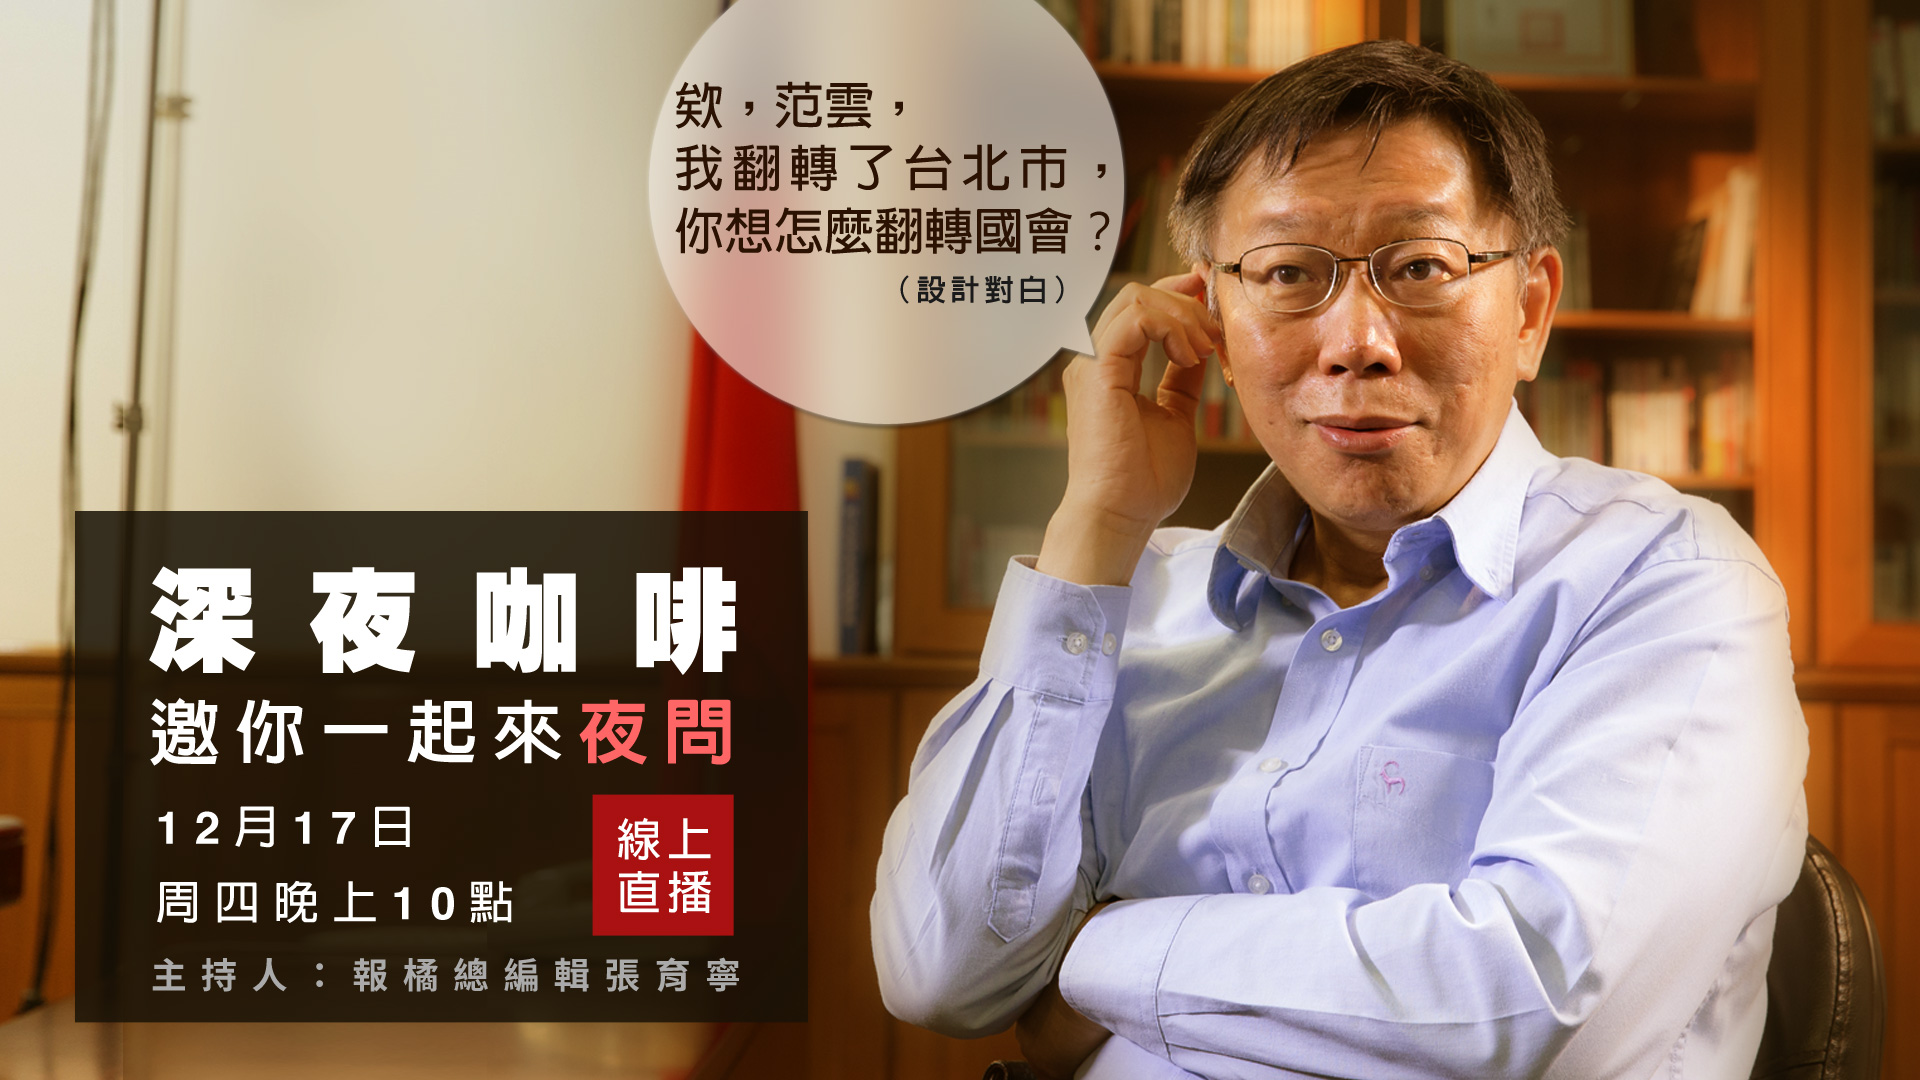 欸，范雲，
我翻轉了台北市，
你想怎麼翻轉國會？
（設計對白）
深夜咖啡
邀你一起來夜問
12月17日
周四晚上10點
線上
直播
主持人：報橘總編輯張育寧